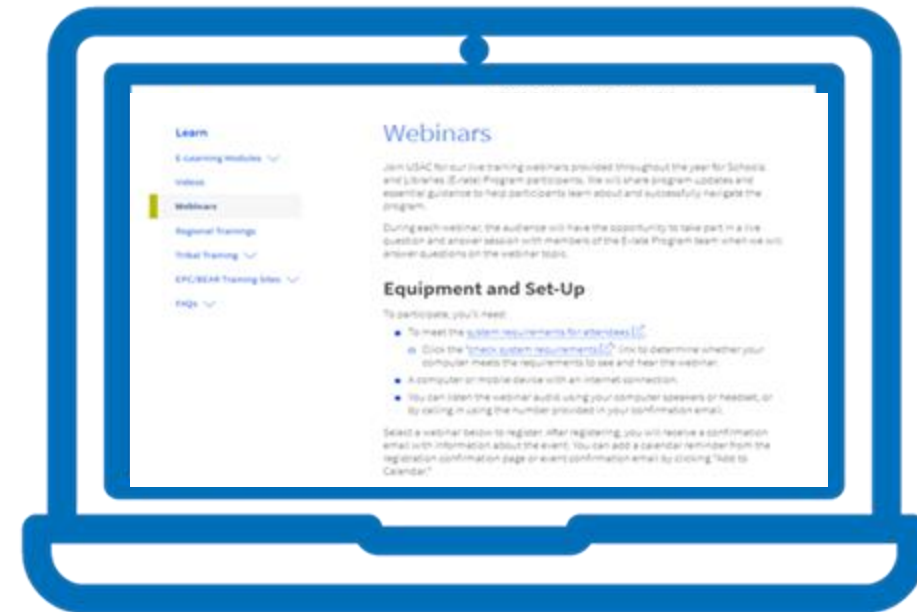 Learn
E-Learning Modules
Videos
Webinars
Regional Trainings
Tribal Training
EPC/BEAR Training Sites
FAQs
Webinars
Join USAC for our live training webinars provided throughout the year for Schools
and Libraries (E-rate) Program participants. We will share program updates and
essential guidance to help participants learn about and successfully navigate the
program.
During each webinar, the audience will have the opportunity to take part in a live
question and answer session with members of the E-rate Program team when we will
answer questions on the webinar topic.
Equipment and Set-Up
To participate, you'll need:
To meet the system requirements for attendees.
Click the "check system requirements" link to determine whether your
computer meets the requirements to see and hear the webinar.
A computer or mobile device with an internet connection.
You can listen the webinar audio using your computer speakers or headset, or
by calling in using the number provided in your confirmation email.
Select a webinar below to register. After registering, you will receive a confirmation
email with information about the event. You can add a calendar reminder from the
registration confirmation page or event confirmation email by clicking "Add to
Calendar."